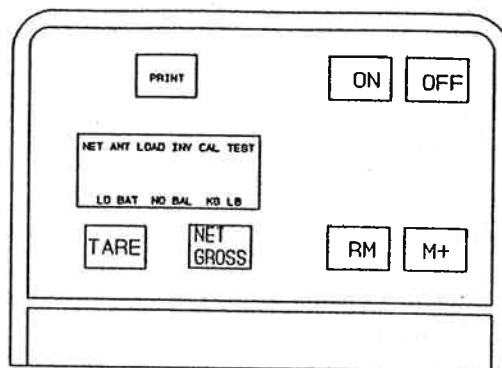 PRINT
ON
OFF
NET ANT LOAD INV CAL TEST
LO BAT NO BAL KG LB
TARE
NET
GROSS
RM
M+